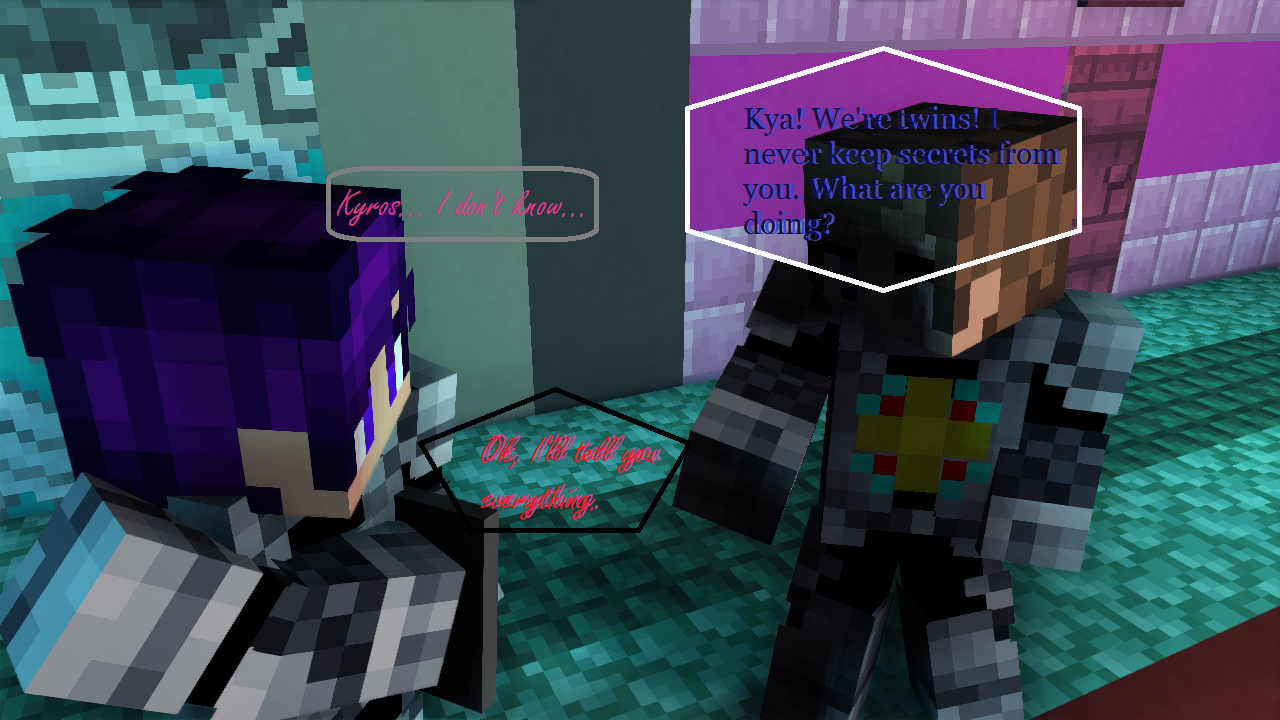 Kyros... I don't know...
Kya! We're twins! I
never keep secrets from
you. What are you
doing?
Ok, I'll tell you
everything.